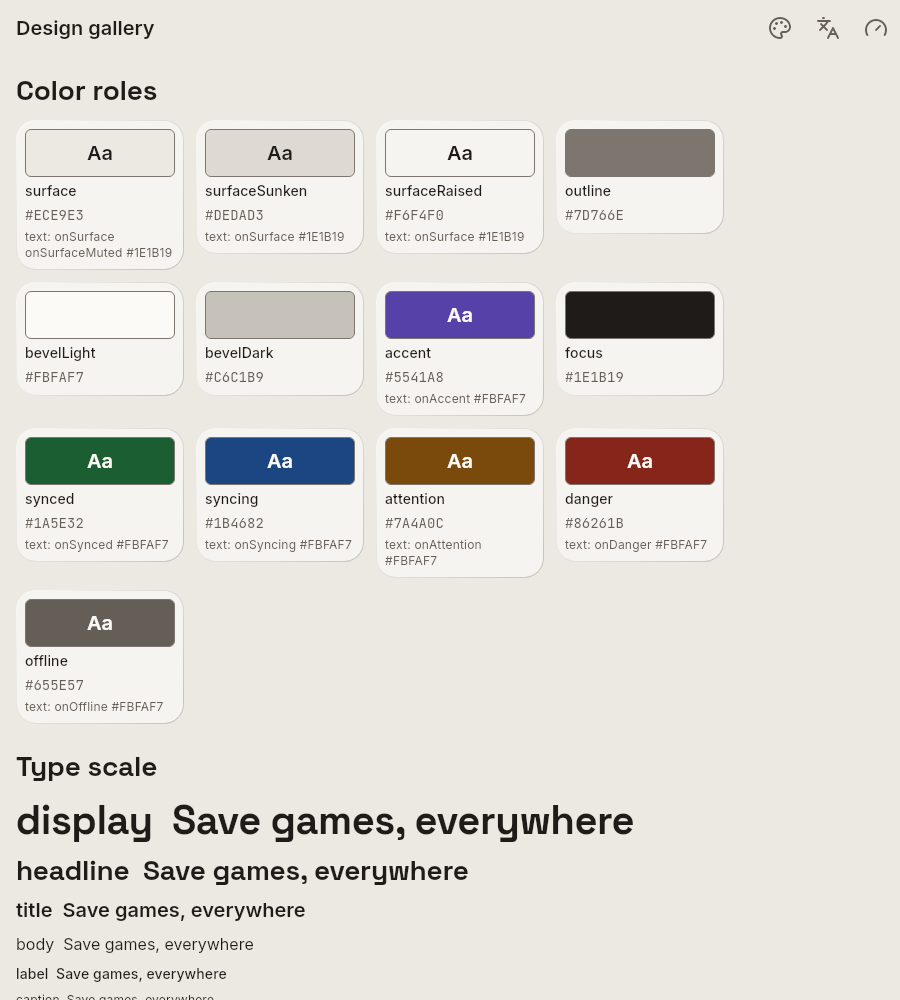 Design gallery
Color roles
Aa
surface
#ECE9E3
text: onSurface
onSurfaceMuted #1E1B19
Aa
surfaceSunken
#DEDAD3
text: onSurface #1E1B19
Aa
surfaceRaised
#F6F4F0
text: onSurface #1E1B19
outline
#7D766E
bevelLight
#FBFAF7
bevelDark
#C6C1B9
Aa
accent
#5541A8
text: onAccent #FBFAF7
focus
#1E1B19
Aa
synced
#1A5E32
text: onSynced #FBFAF7
Aa
syncing
#1B4682
text: onSyncing #FBFAF7
Aa
attention
#7A4A0C
text: onAttention
#FBFAF7
Aa
danger
#86261B
text: onDanger #FBFAF7
Aa
offline
#655E57
text: onOffline #FBFAF7
Type scale
display Save games, everywhere
headline Save games, everywhere
title Save games, everywhere
body Save games, everywhere
label Save games, everywhere
caption Save games, everywhere